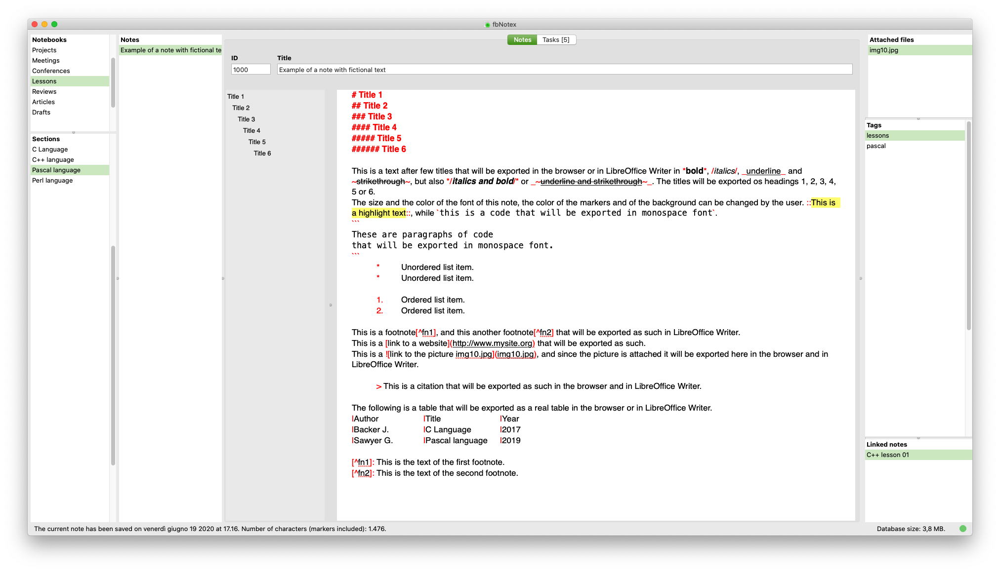 fbNotex
Notebooks
Projects
Meetings
Conferences
Lessons
Reviews
Articles
Drafts
Sections
C Language
C++ language
Pascal language
Perl language
Notes
Example of a note with fictional te
Notes
Tasks [5]
ID
Title
1000
Example of a note with fictional text
Title 1
Title 2
Title 3
Title 4
Title 5
Title 6
# Title 1
## Title 2
### Title 3
#### Title 4
##### Title 5
###### Title 6
This is a text after few titles that will be exported in the browser or in LibreOffice Writer in *bold*, /italics/, _underline_ and
~strikethrough~, but also */italics and bold/* or _~underline and strikethrough~_. The titles will be exported os headings 1, 2, 3, 4,
5 or 6.
The size and the color of the font of this note, the color of the markers and of the background can be changed by the user. ::This is
a highlight text::, while `this is a code that will be exported in monospace font`.
```
These are paragraphs of code
that will be exported in monospace font.
```
* Unordered list item.
* Unordered list item.
1. Ordered list item.
2. Ordered list item.
This is a footnote[^fn1], and this another footnote[^fn2] that will be exported as such in LibreOffice Writer.
This is a [link to a website](http://www.mysite.org) that will be exported as such.
This is a ![link to the picture img10.jpg](img10.jpg), and since the picture is attached it will be exported here in the browser and in
LibreOffice Writer.
> This is a citation that will be exported as such in the browser and in LibreOffice Writer.
The following is a table that will be exported as a real table in the browser or in LibreOffice Writer.
|Author |Title |Year
|Backer J. |C Language |2017
|Sawyer G. |Pascal language |2019
[^fn1]: This is the text of the first footnote.
[^fn2]: This is the text of the second footnote.
Attached files
img10.jpg
Tags
lessons
pascal
Linked notes
C++ lesson 01
The current note has been saved on venerdì giugno 19 2020 at 17.16. Number of characters (markers included): 1.476.
Database size: 3,8 MB.